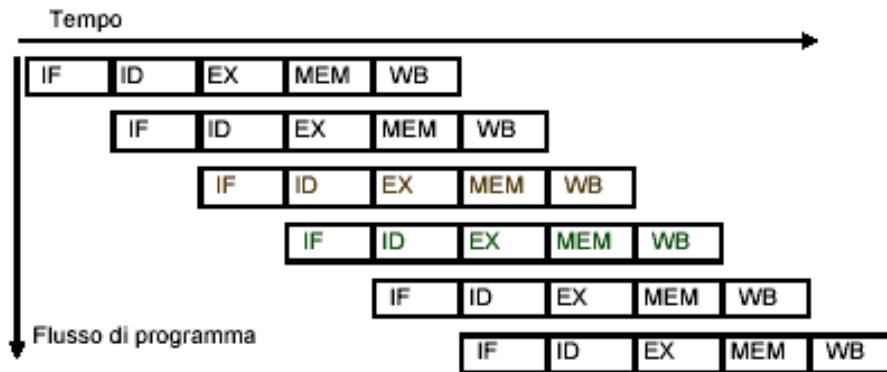 Tempo
IF ID EX MEM WB
IF ID EX MEM WB
IF ID EX MEM WB
IF ID EX MEM WB
IF ID EX MEM WB
Flusso di programma
IF ID EX MEM WB